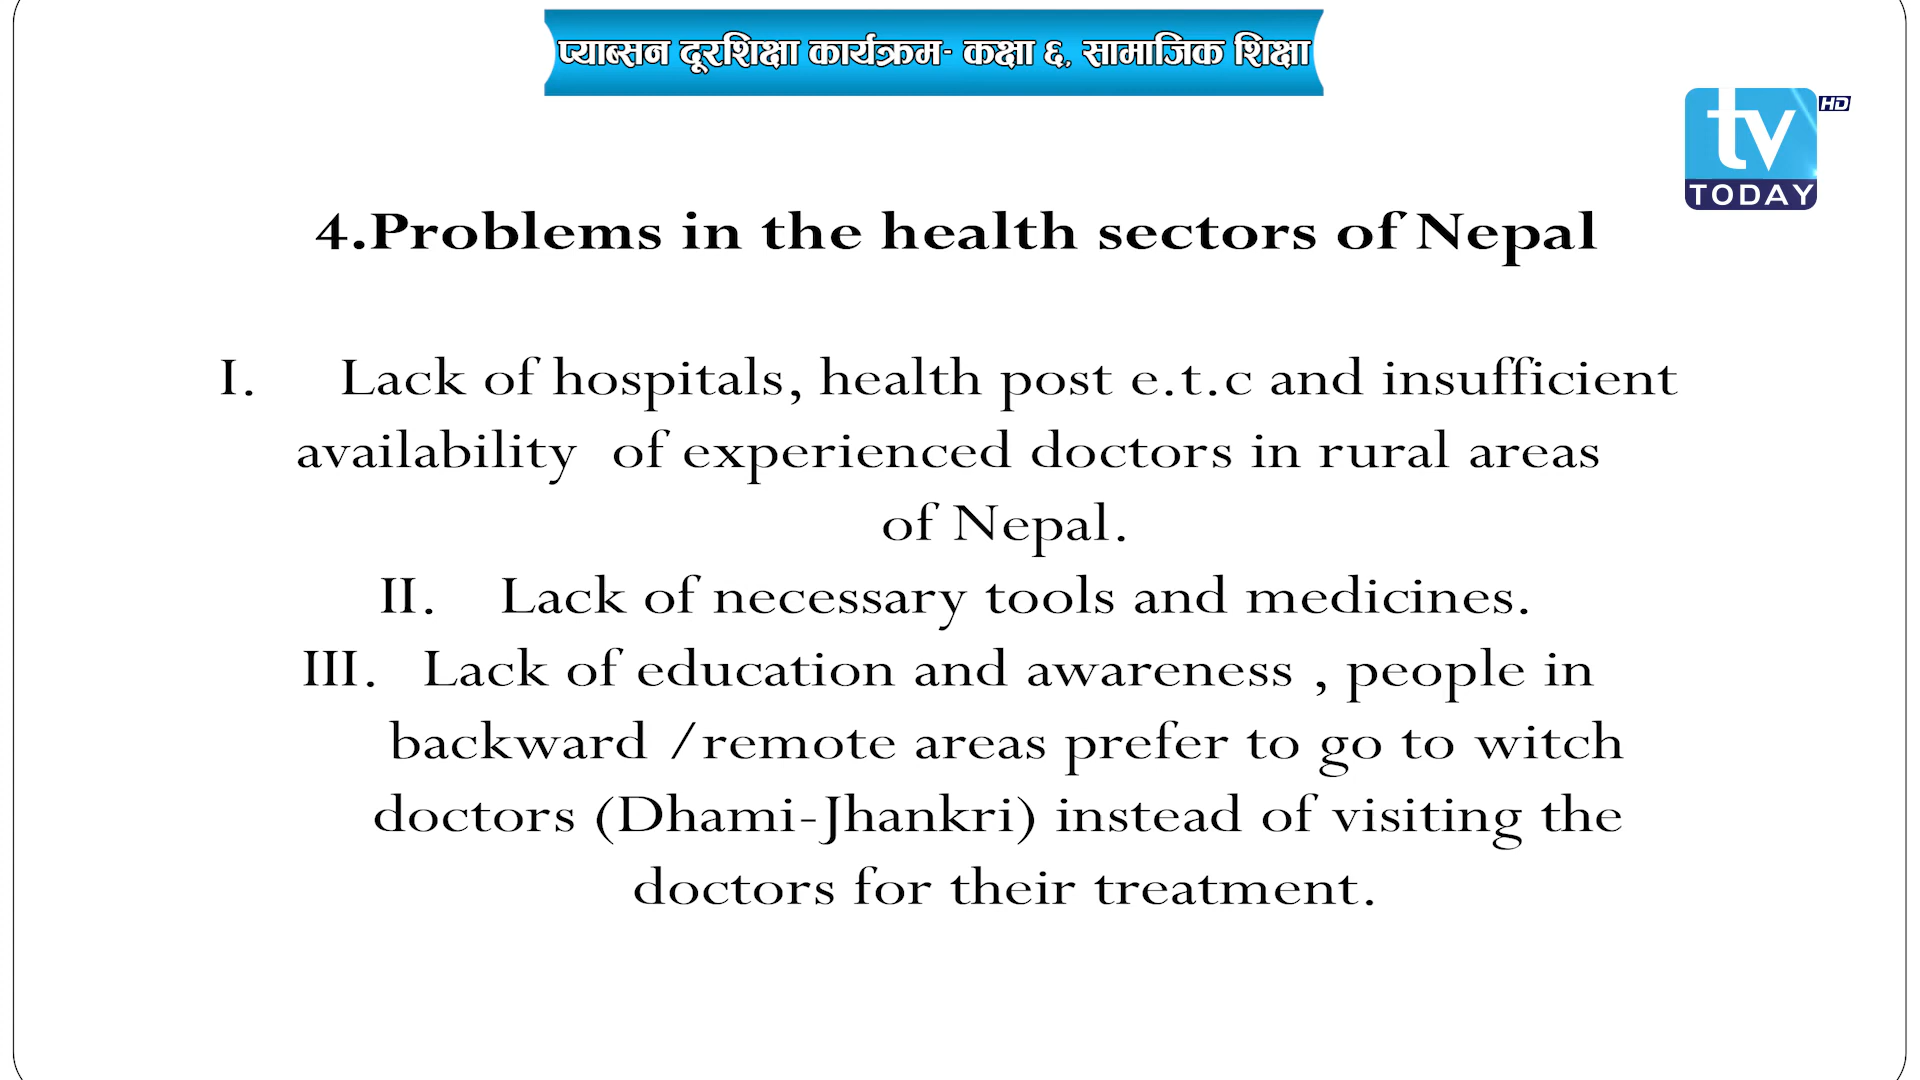 प्याब्सन दूरशिक्षा कार्यक्रम- कक्षा ६, सामाजिक शिक्षा
tv HD
TODAY
4.Problems in the health sectors of Nepal
I. Lack of hospitals, health post e.t.c and insufficient
availability of experienced doctors in rural areas
of Nepal.
II. Lack of necessary tools and medicines.
III. Lack of education and awareness , people in
backward /remote areas prefer to go to witch
doctors (Dhami-Jhankri) instead of visiting the
doctors for their treatment.